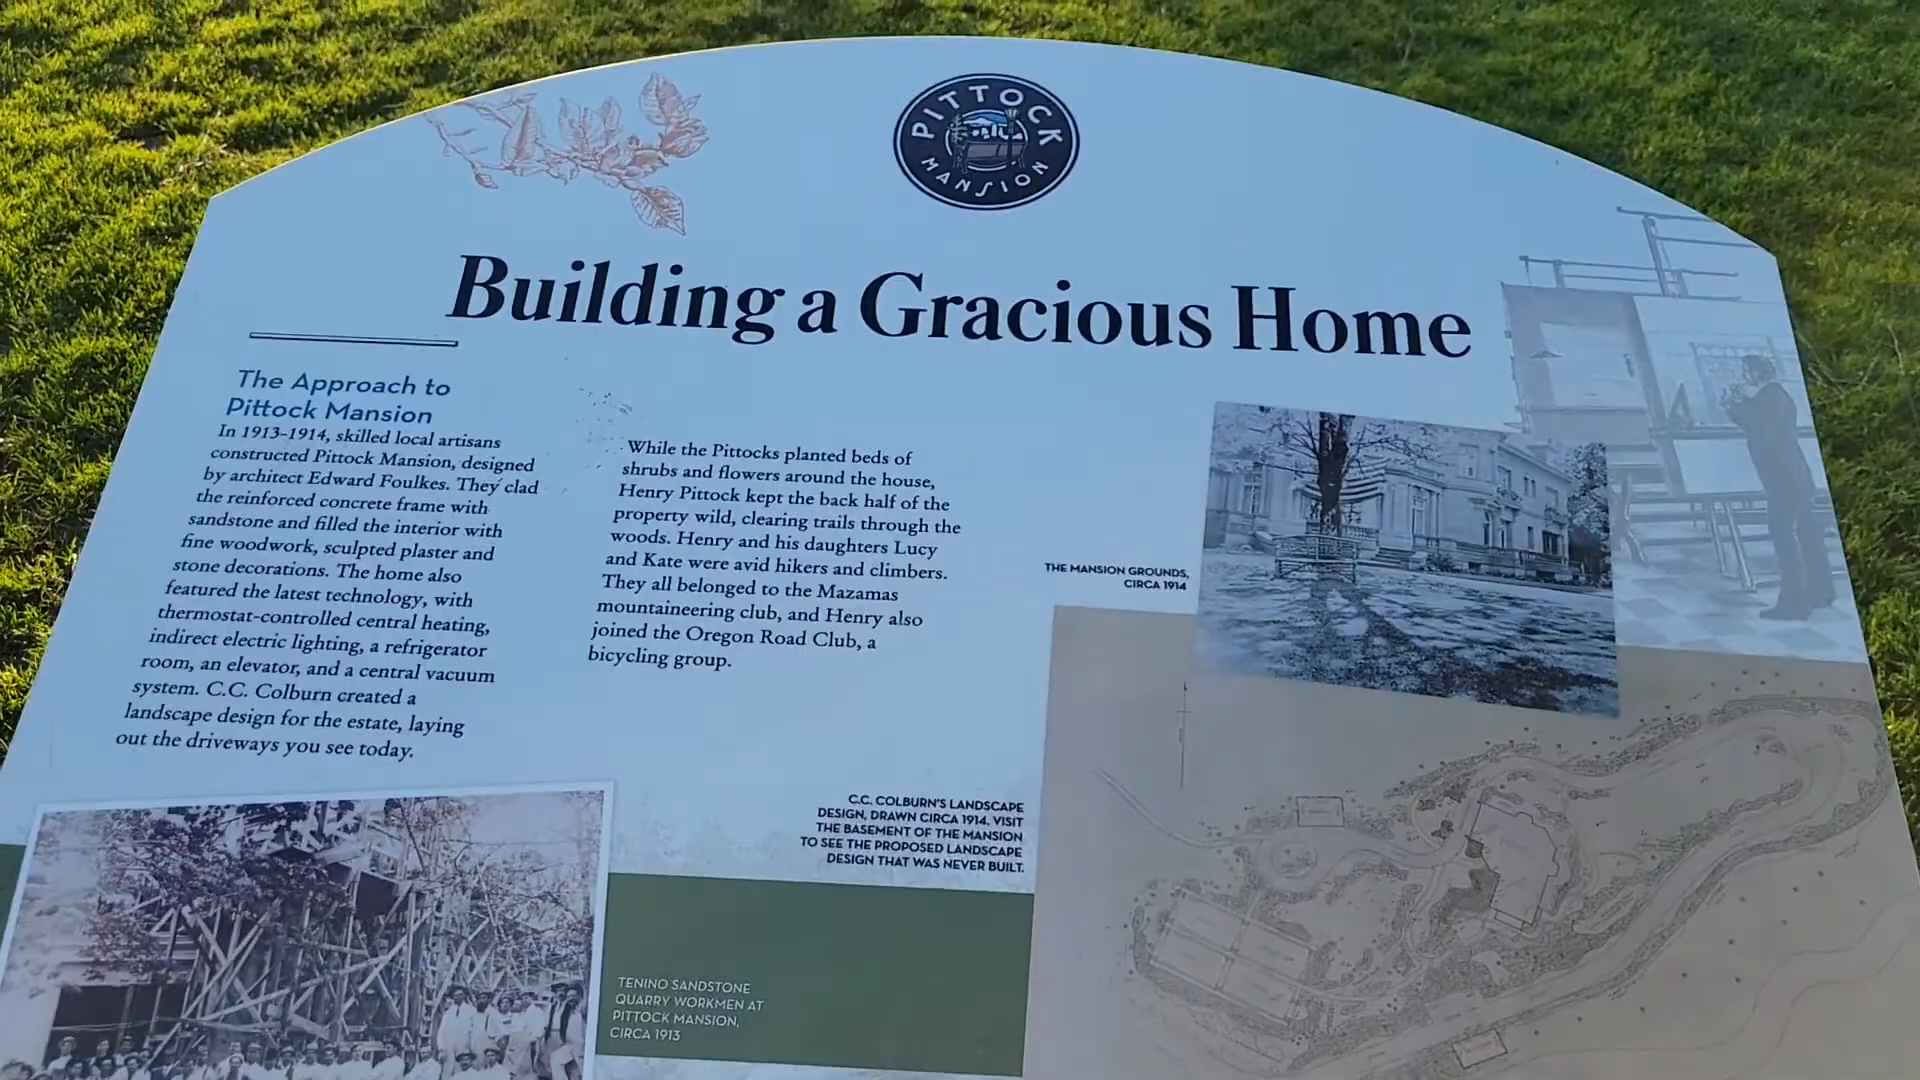 PITTOCK
MANSION
Building a Gracious Home
The Approach to
Pittock Mansion
In 1913-1914, skilled local artisans
constructed Pittock Mansion, designed
by architect Edward Foulkes. They clad
the reinforced concrete frame with
sandstone and filled the interior with
fine woodwork, sculpted plaster and
stone decorations. The home also
featured the latest technology, with
thermostat-controlled central heating,
indirect electric lighting, a refrigerator
room, an elevator, and a central vacuum
system. C.C. Colburn created a
landscape design for the estate, laying
out the driveways you see today.
While the Pittocks planted beds of
shrubs and flowers around the house,
Henry Pittock kept the back half of the
property wild, clearing trails through the
woods. Henry and his daughters Lucy
and Kate were avid hikers and climbers.
They all belonged to the Mazamas
mountaineering club, and Henry also
joined the Oregon Road Club, a
bicycling group.
THE MANSION GROUNDS,
CIRCA 1914
C.C. COLBURN'S LANDSCAPE
DESIGN, DRAWN CIRCA 1914. VISIT
THE BASEMENT OF THE MANSION
TO SEE THE PROPOSED LANDSCAPE
DESIGN THAT WAS NEVER BUILT.
TENINO SANDSTONE
QUARRY WORKMEN AT
PITTOCK MANSION,
CIRCA 1913